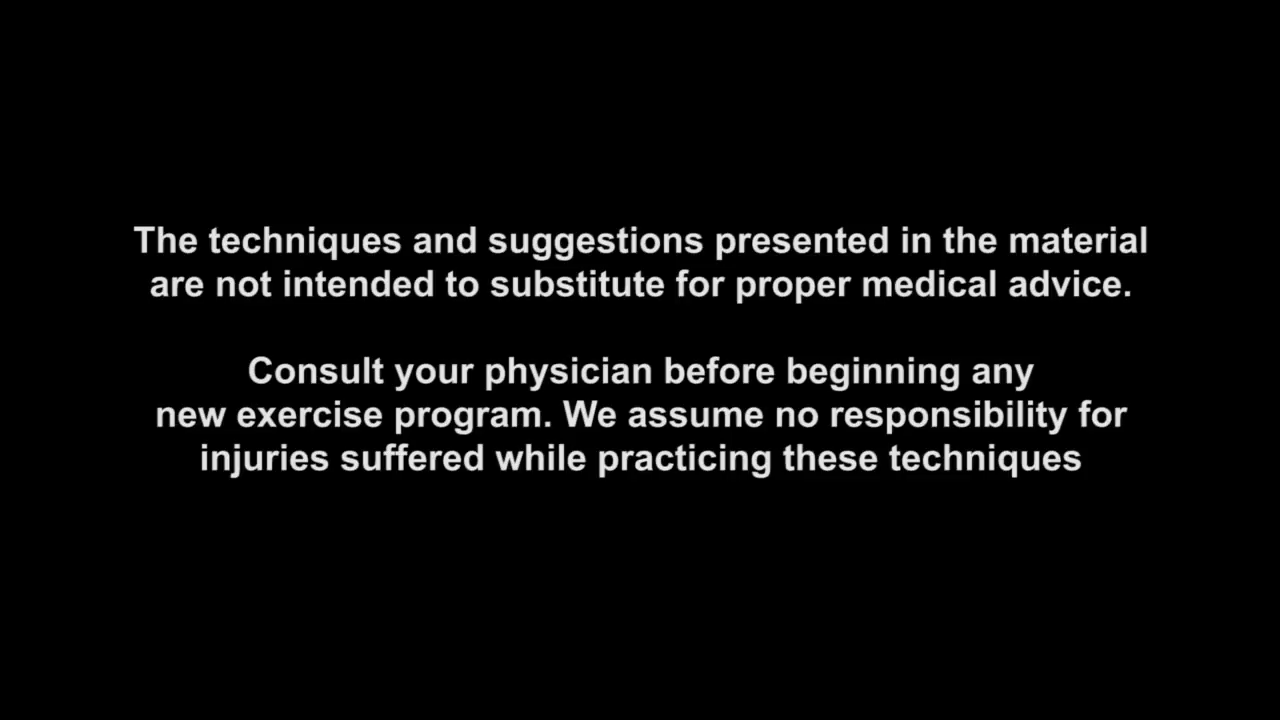 The techniques and suggestions presented in the material
are not intended to substitute for proper medical advice.
Consult your physician before beginning any
new exercise program. We assume no responsibility for
injuries suffered while practicing these techniques